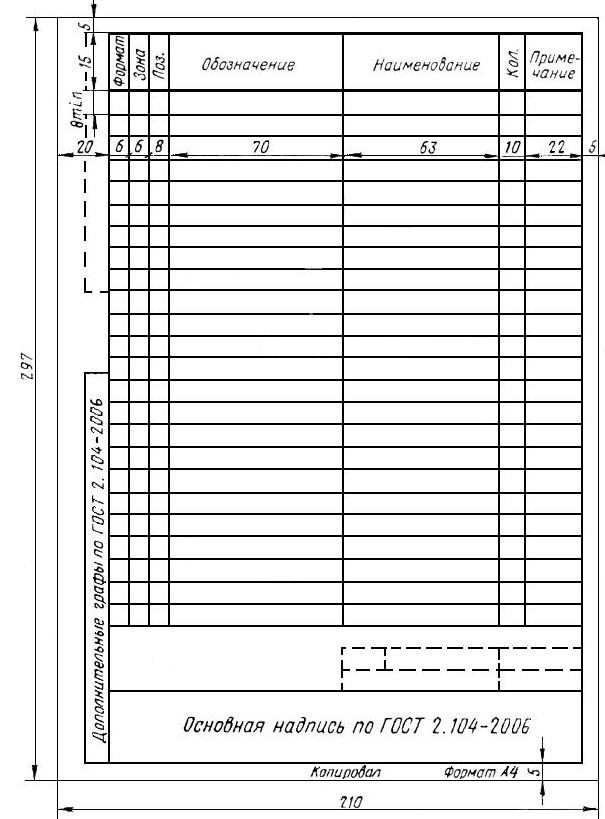 5
15
8min
Формат
Зона
Поз.
Обозначение
Наименование
Кол.
Приме-
чание
20 6 6 8 70 63 10 22 5
297
Дополнительные графы по ГОСТ 2.104-2006
Основная надпись по ГОСТ 2.104-2006
Копировал Формат А4 5
210